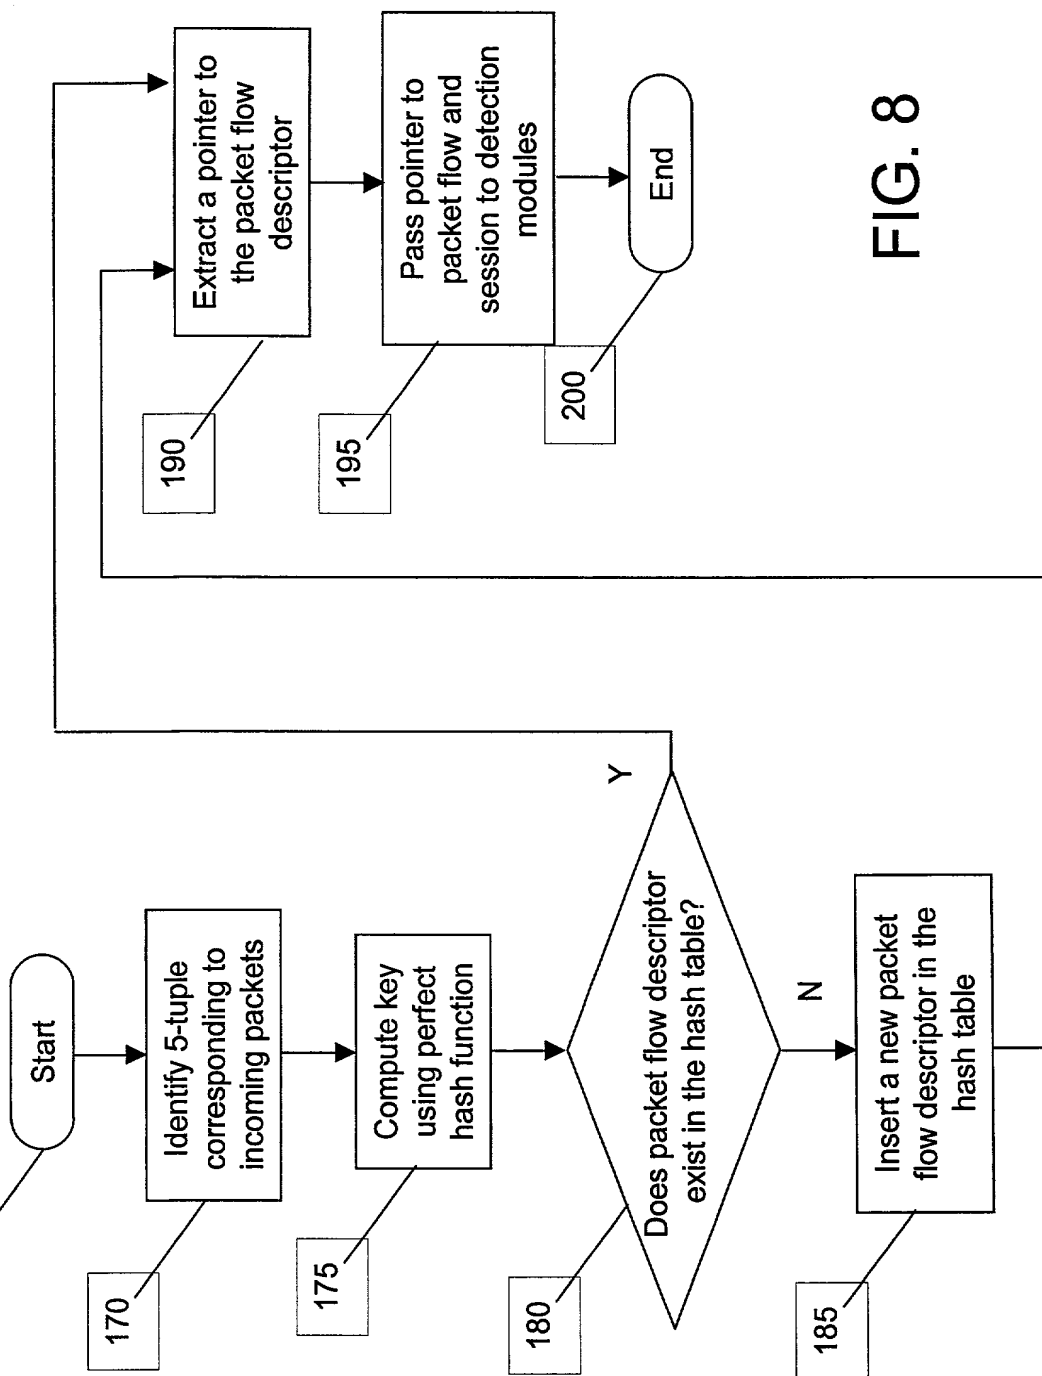 Start
170
Identify 5-tuple
corresponding to
incoming packets
175
Compute key
using perfect
hash function
180
Does packet flow descriptor
exist in the hash table?
Y
N
185
Insert a new packet
flow descriptor in the
hash table
190
Extract a pointer to
the packet flow
descriptor
195
Pass pointer to
packet flow and
session to detection
modules
200
End
FIG. 8